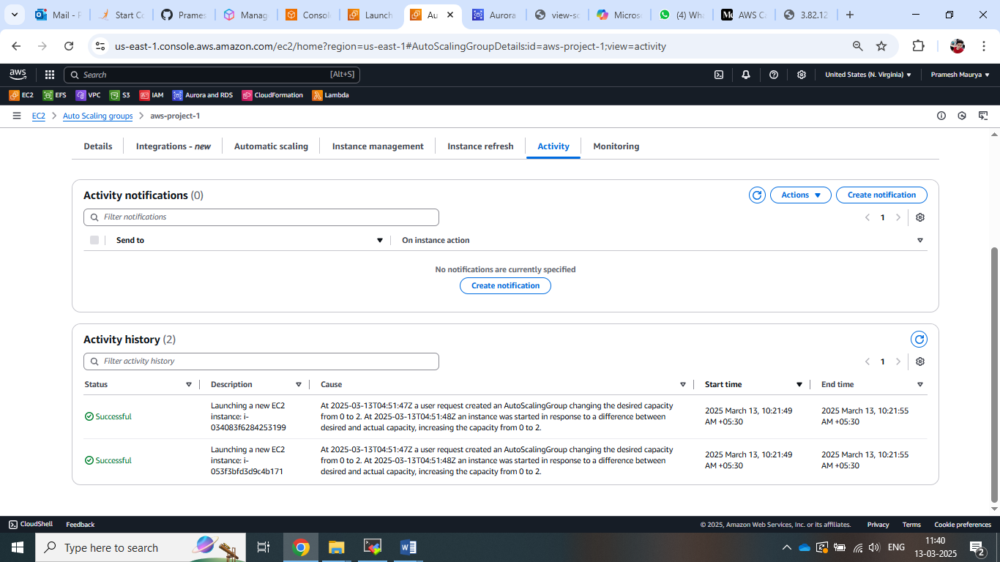 Mail - P
Start Co
Prames
Manag
Consol
Launch
Au
Aurora
view-so
Micros
(4) Wha
AWS C
3.82.12
us-east-1.console.aws.amazon.com/ec2/home?region=us-east-1#AutoScalingGroupDetails:id=aws-project-1;view=activity
aws
Search
[Alt+S]
United States (N. Virginia)
Pramesh Maurya
EC2
EFS
VPC
S3
IAM
Aurora and RDS
CloudFormation
Lambda
EC2
Auto Scaling groups
aws-project-1
Details
Integrations - new
Automatic scaling
Instance management
Instance refresh
Activity
Monitoring
Activity notifications (0)
Actions
Create notification
Filter notifications
1
Send to
On instance action
No notifications are currently specified
Create notification
Activity history (2)
Filter activity history
1
Status
Description
Cause
Start time
End time
Successful
Launching a new EC2
instance: i-
034083f6284253199
At 2025-03-13T04:51:47Z a user request created an AutoScalingGroup changing the desired capacity
from 0 to 2. At 2025-03-13T04:51:48Z an instance was started in response to a difference between
desired and actual capacity, increasing the capacity from 0 to 2.
2025 March 13, 10:21:49
AM +05:30
2025 March 13, 10:21:55
AM +05:30
Successful
Launching a new EC2
instance: i-
053f3bfd3d9c4b171
At 2025-03-13T04:51:47Z a user request created an AutoScalingGroup changing the desired capacity
from 0 to 2. At 2025-03-13T04:51:48Z an instance was started in response to a difference between
desired and actual capacity, increasing the capacity from 0 to 2.
2025 March 13, 10:21:49
AM +05:30
2025 March 13, 10:21:55
AM +05:30
CloudShell
Feedback
© 2025, Amazon Web Services, Inc. or its affiliates.
Privacy
Terms
Cookie preferences
Type here to search
ENG
11:40
13-03-2025
2